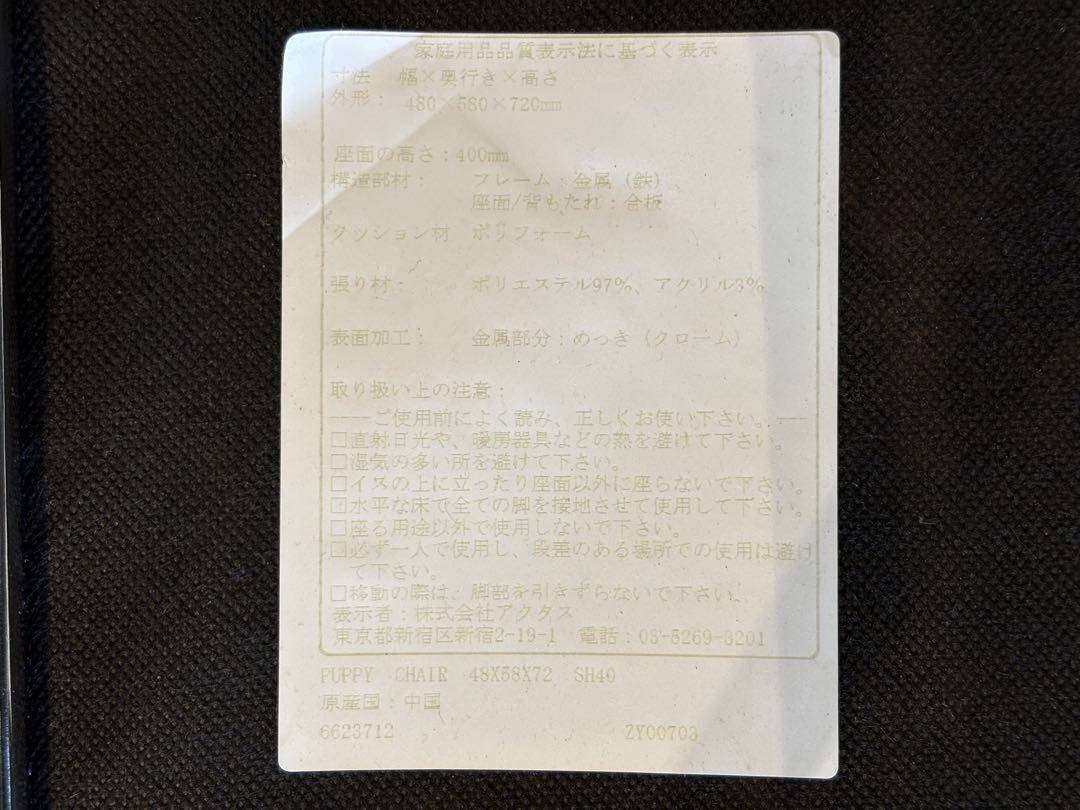 家庭用品品質表示法に基づく表示
寸法　幅×奥行き×高さ
外形：　480×580×720mm
座面の高さ：400mm
構造部材：　フレーム：金属（鉄）
座面/背もたれ：合板
クッション材　ポリフォーム
張り材：　ポリエステル97％、アクリル3％
表面加工：　金属部分：めっき（クローム）
取り扱い上の注意：
――ご使用前によく読み、正しくお使い下さい。――
□直射日光や、暖房器具などの熱を避けて下さい。
□湿気の多い所を避けて下さい。
□イスの上に立ったり座面以外に座らないで下さい。
□水平な床で全ての脚を接地させて使用して下さい。
□座る用途以外で使用しないで下さい。
□必ず一人で使用し、段差のある場所での使用は避け
て下さい。
□移動の際は、脚部を引きずらないで下さい。
表示者：株式会社アクタス
東京都新宿区新宿2-19-1　電話：03-5269-3201
PUPPY　CHAIR　48X58X72　SH40
原産国：中国
6623712　ZY00703